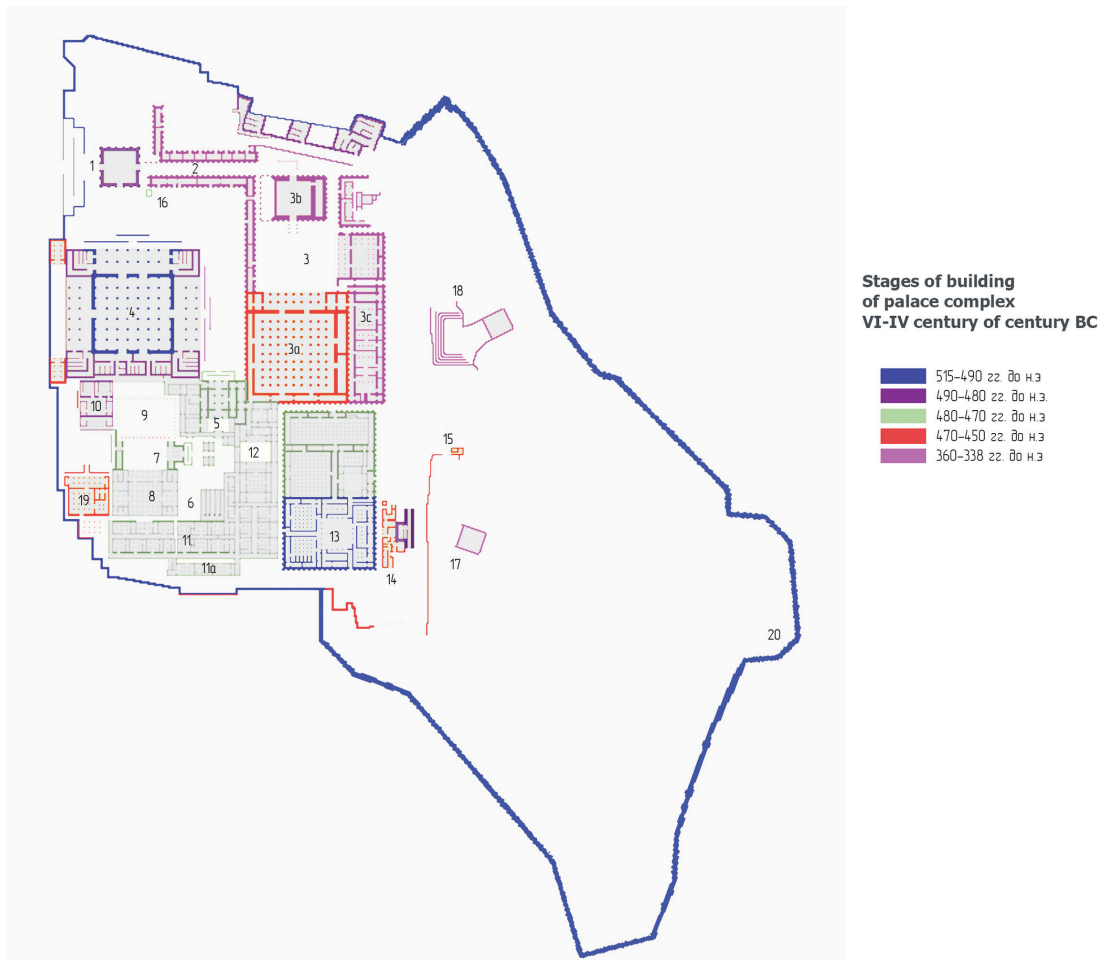 1
2
3b
16
3
18
4
3c
3a
10
9
5
12
15
7
19
8
6
13
11
17
11a
14
20
Stages of building
of palace complex
VI-IV century of century BC
515–490 гг. до н.э
490–480 гг. до н.э.
480–470 гг. до н.э
470–450 гг. до н.э
360–338 гг. до н.э